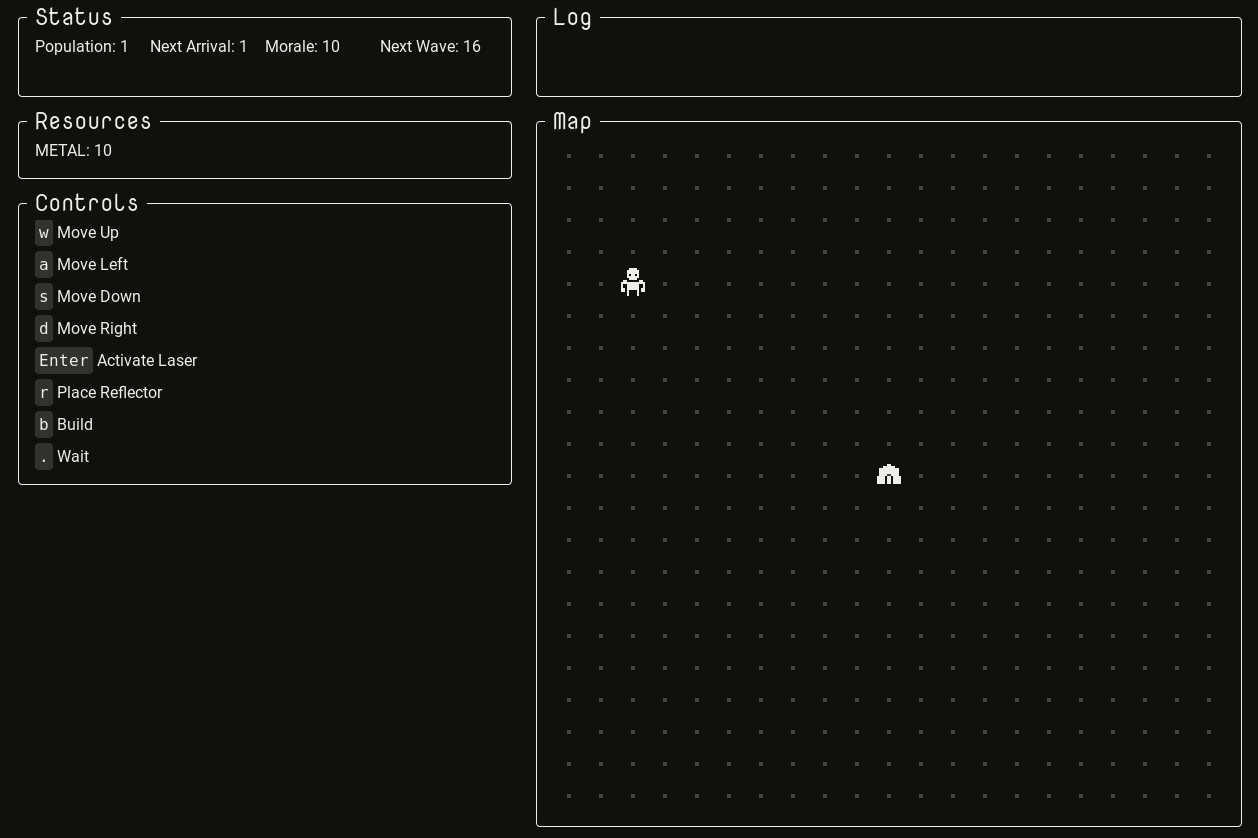 Status
Population: 1 Next Arrival: 1 Morale: 10 Next Wave: 16
Resources
METAL: 10
Controls
w Move Up
a Move Left
s Move Down
d Move Right
Enter Activate Laser
r Place Reflector
b Build
. Wait
Log
Map